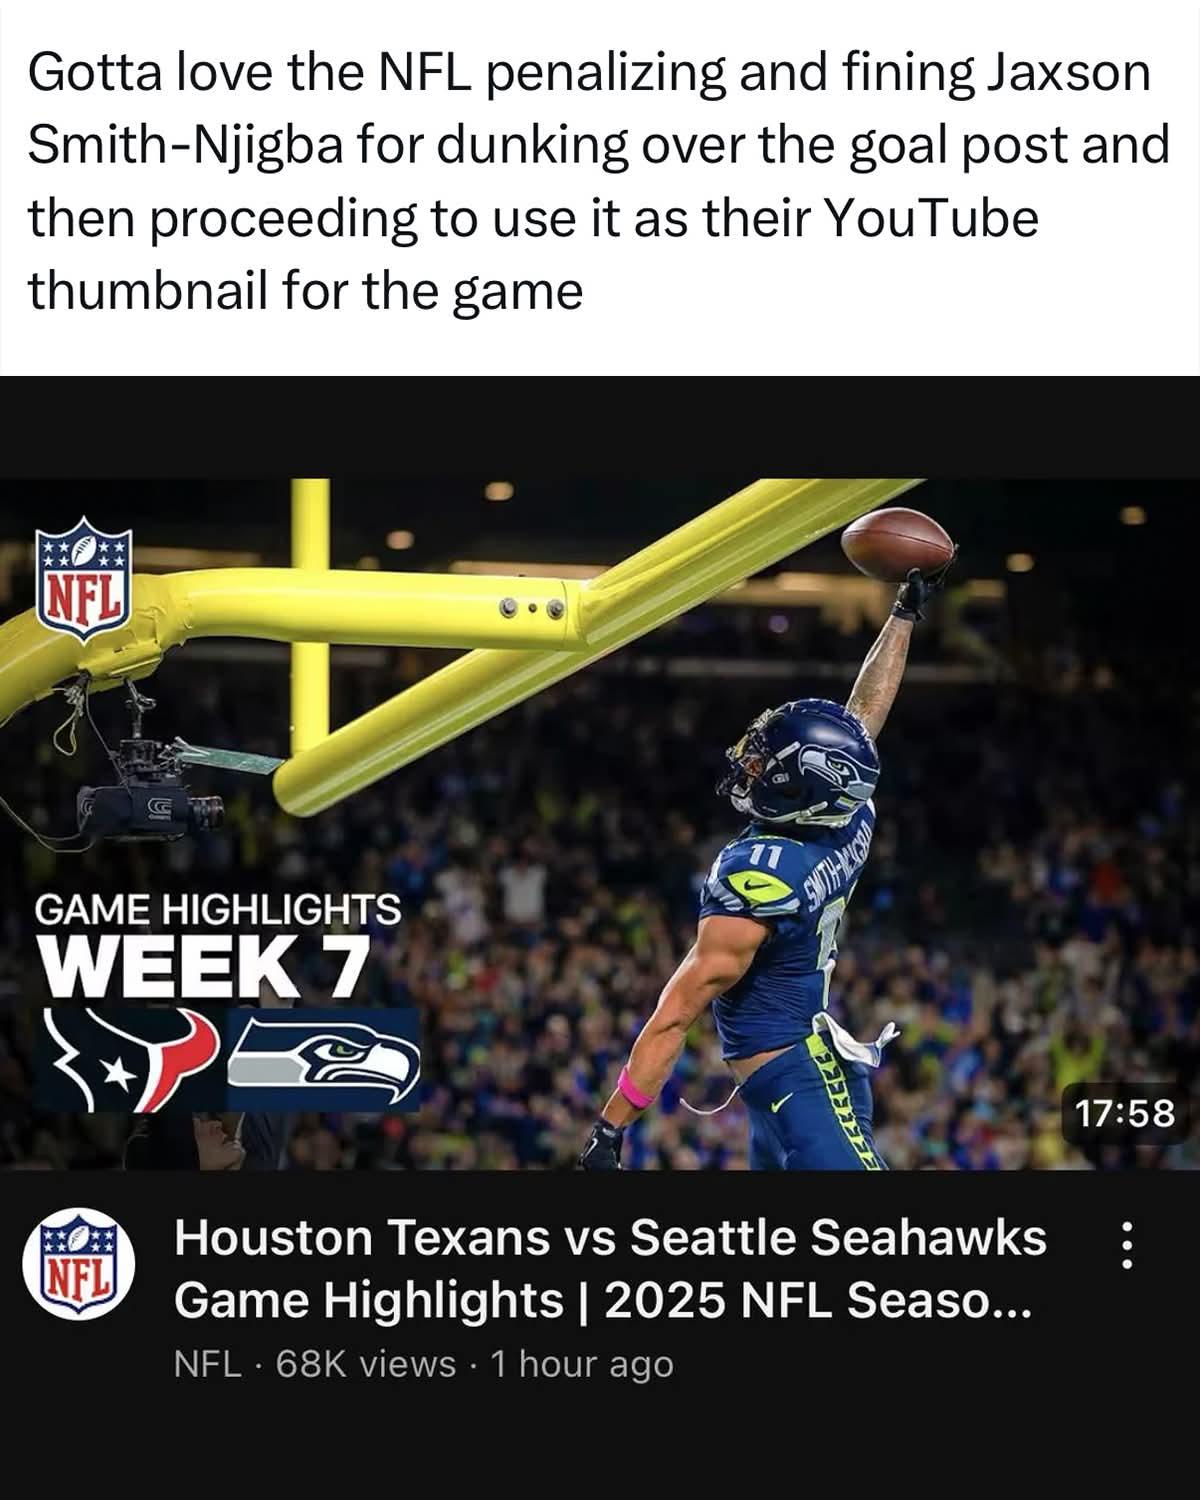 Gotta love the NFL penalizing and fining Jaxson
Smith-Njigba for dunking over the goal post and
then proceeding to use it as their YouTube
thumbnail for the game
NFL
11
SMITH-NJIGBA
GAME HIGHLIGHTS
WEEK 7
17:58
NFL
Houston Texans vs Seattle Seahawks
Game Highlights | 2025 NFL Seaso...
NFL · 68K views · 1 hour ago